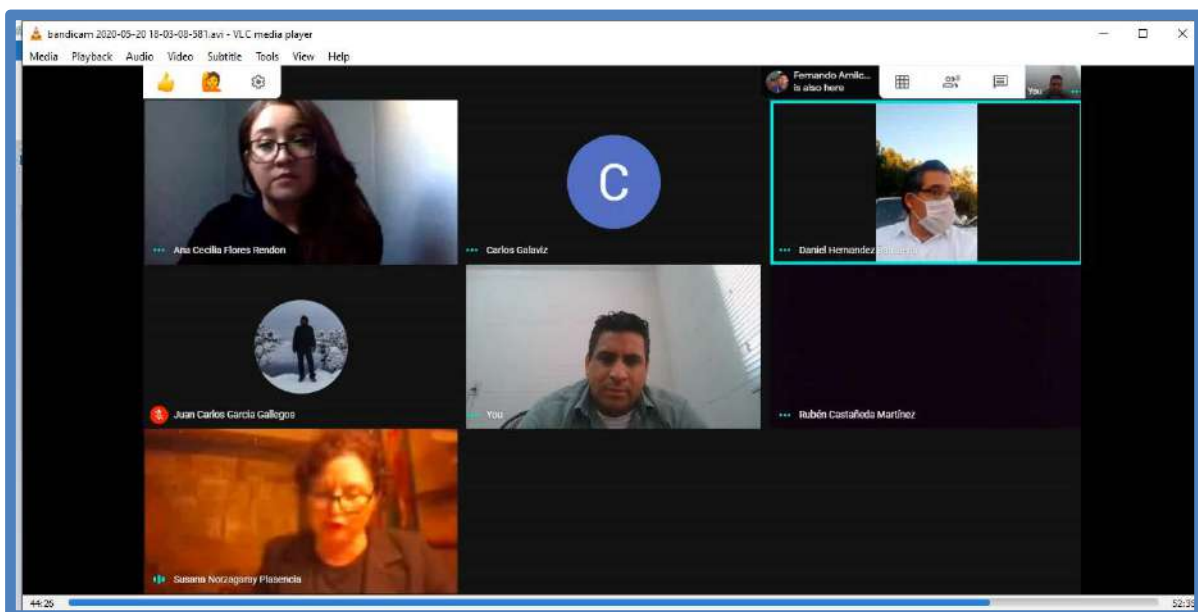 bandicam 2020-05-20 18-03-08-581.avi - VLC media player
Media Playback Audio Video Subtitle Tools View Help
Fernando Amilc...
is also here
You
Ana Cecilia Flores Rendon
C
Carlos Galaviz
Daniel Hernandez
Juan Carlos Garcia Gallegos
You
Rubén Castañeda Martínez
Susana Norzagaray Plasencia
44:26
52:38